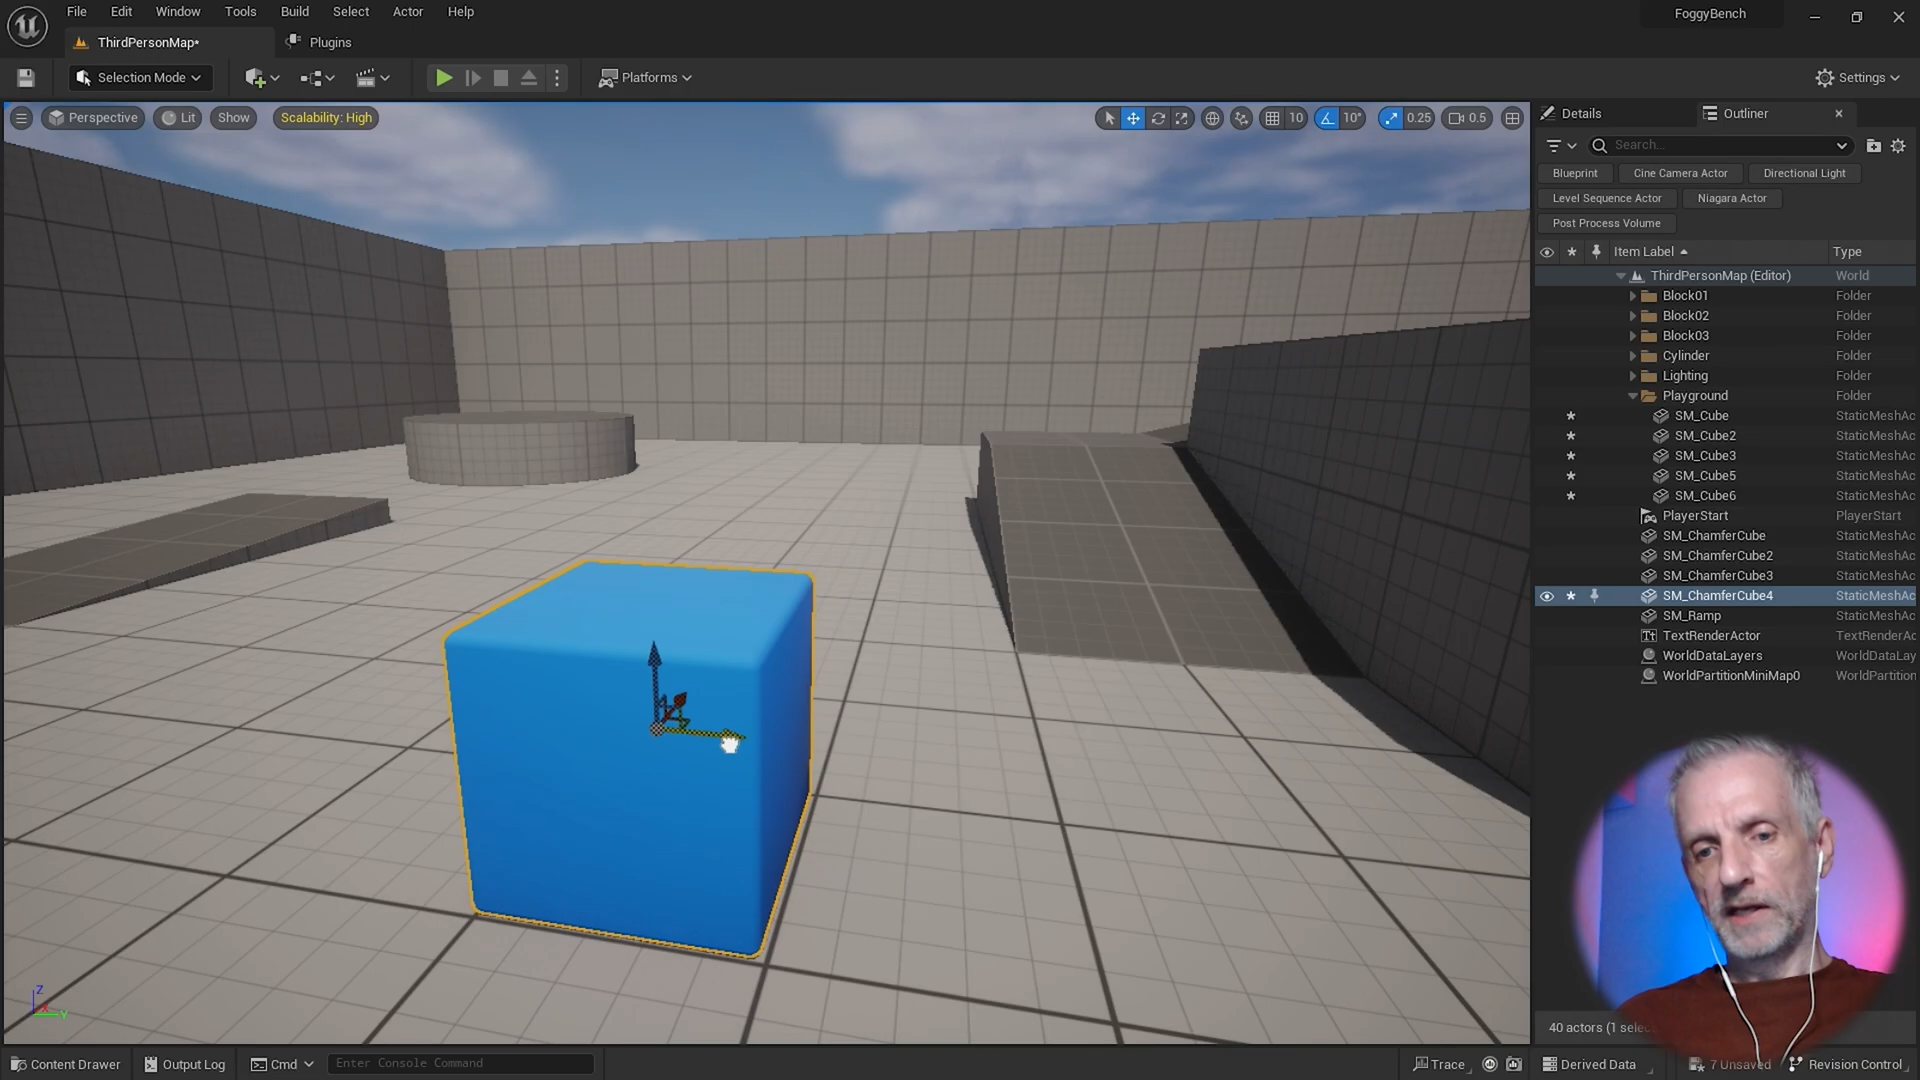 File Edit Window Tools Build Select Actor Help
FoggyBench
ThirdPersonMap*
Plugins
Selection Mode
Platforms
Settings
Perspective
Lit
Show
Scalability: High
10
10°
0.25
0.5
Details
Outliner
Search...
Blueprint
Cine Camera Actor
Directional Light
Level Sequence Actor
Niagara Actor
Post Process Volume
Item Label
Type
ThirdPersonMap (Editor) World
Block01 Folder
Block02 Folder
Block03 Folder
Cylinder Folder
Lighting Folder
Playground Folder
SM_Cube StaticMeshAc
SM_Cube2 StaticMeshAc
SM_Cube3 StaticMeshAc
SM_Cube5 StaticMeshAc
SM_Cube6 StaticMeshAc
PlayerStart PlayerStart
SM_ChamferCube StaticMeshAc
SM_ChamferCube2 StaticMeshAc
SM_ChamferCube3 StaticMeshAc
SM_ChamferCube4 StaticMeshAc
SM_Ramp StaticMeshAc
TextRenderActor TextRenderAc
WorldDataLayers WorldDataLay
WorldPartitionMiniMap0 WorldPartition
Z
Y
40 actors (1 selec
Content Drawer
Output Log
Cmd
Enter Console Command
Trace
Derived Data
7 Unsaved
Revision Control